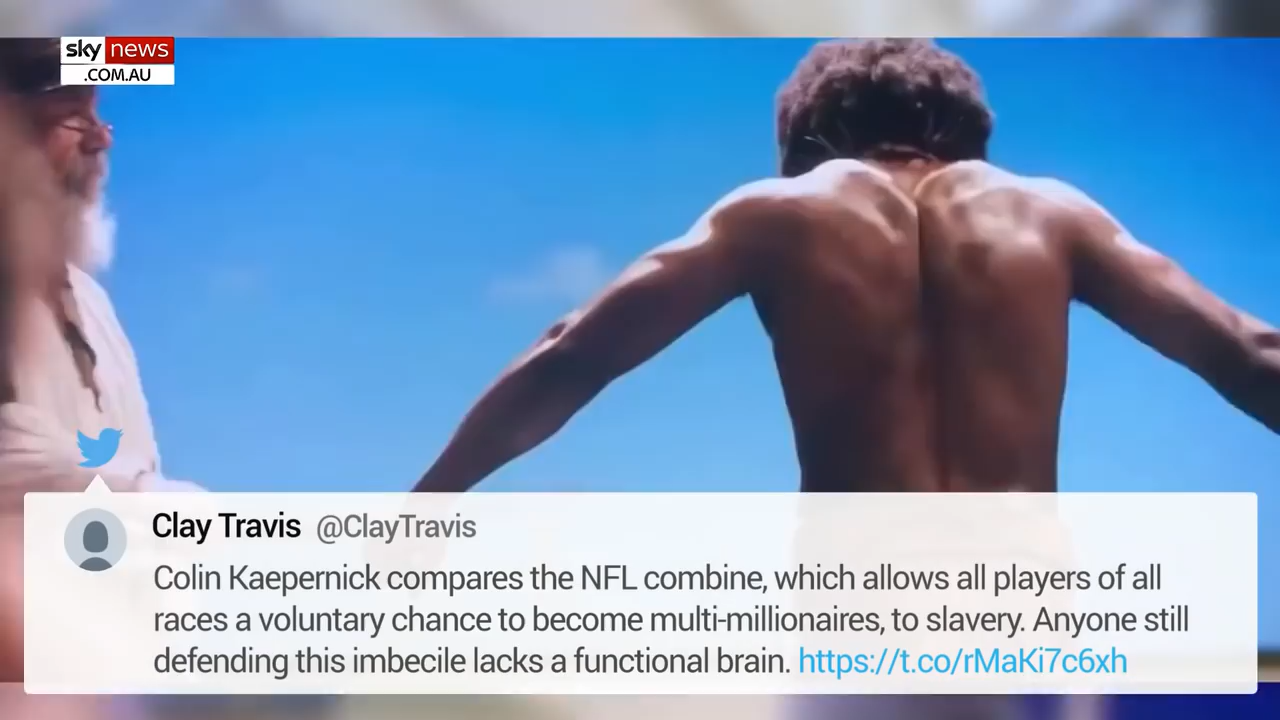 sky news
.COM.AU
Clay Travis @ClayTravis
Colin Kaepernick compares the NFL combine, which allows all players of all
races a voluntary chance to become multi-millionaires, to slavery. Anyone still
defending this imbecile lacks a functional brain. https://t.co/rMaKi7c6xh